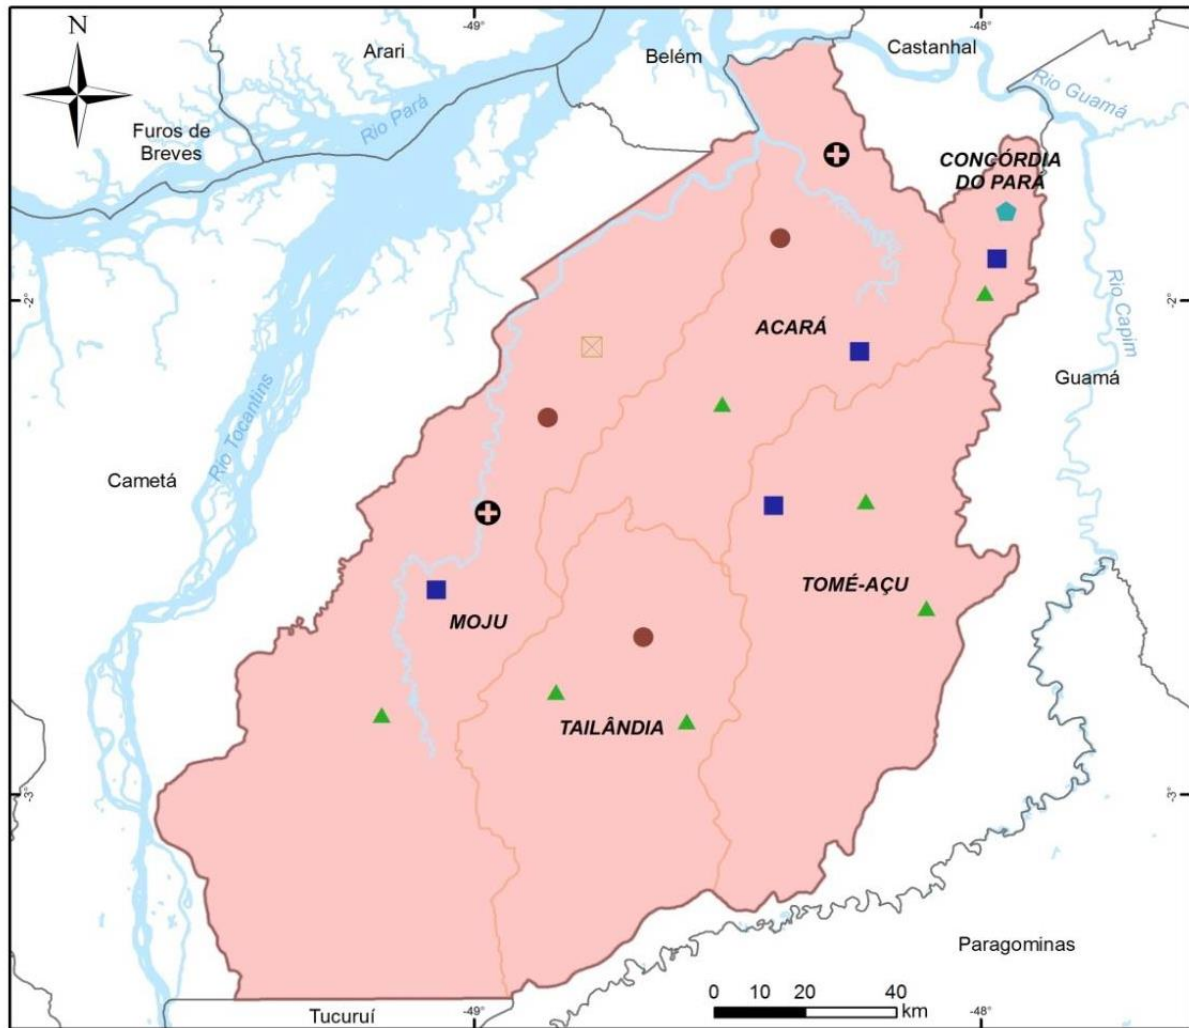 N
-49°
-48°
Arari
Belém
Castanhal
Rio Pará
Rio Guamá
Furos de
Breves
CONCÓRDIA
DO PARÁ
-2°
-2°
ACARÁ
Rio Capim
Guamá
Rio Tocantins
Cametá
TOMÉ-AÇU
MOJU
TAILÂNDIA
-3°
-3°
Paragominas
0 10 20 40
km
Tucuruí
-49°
-48°